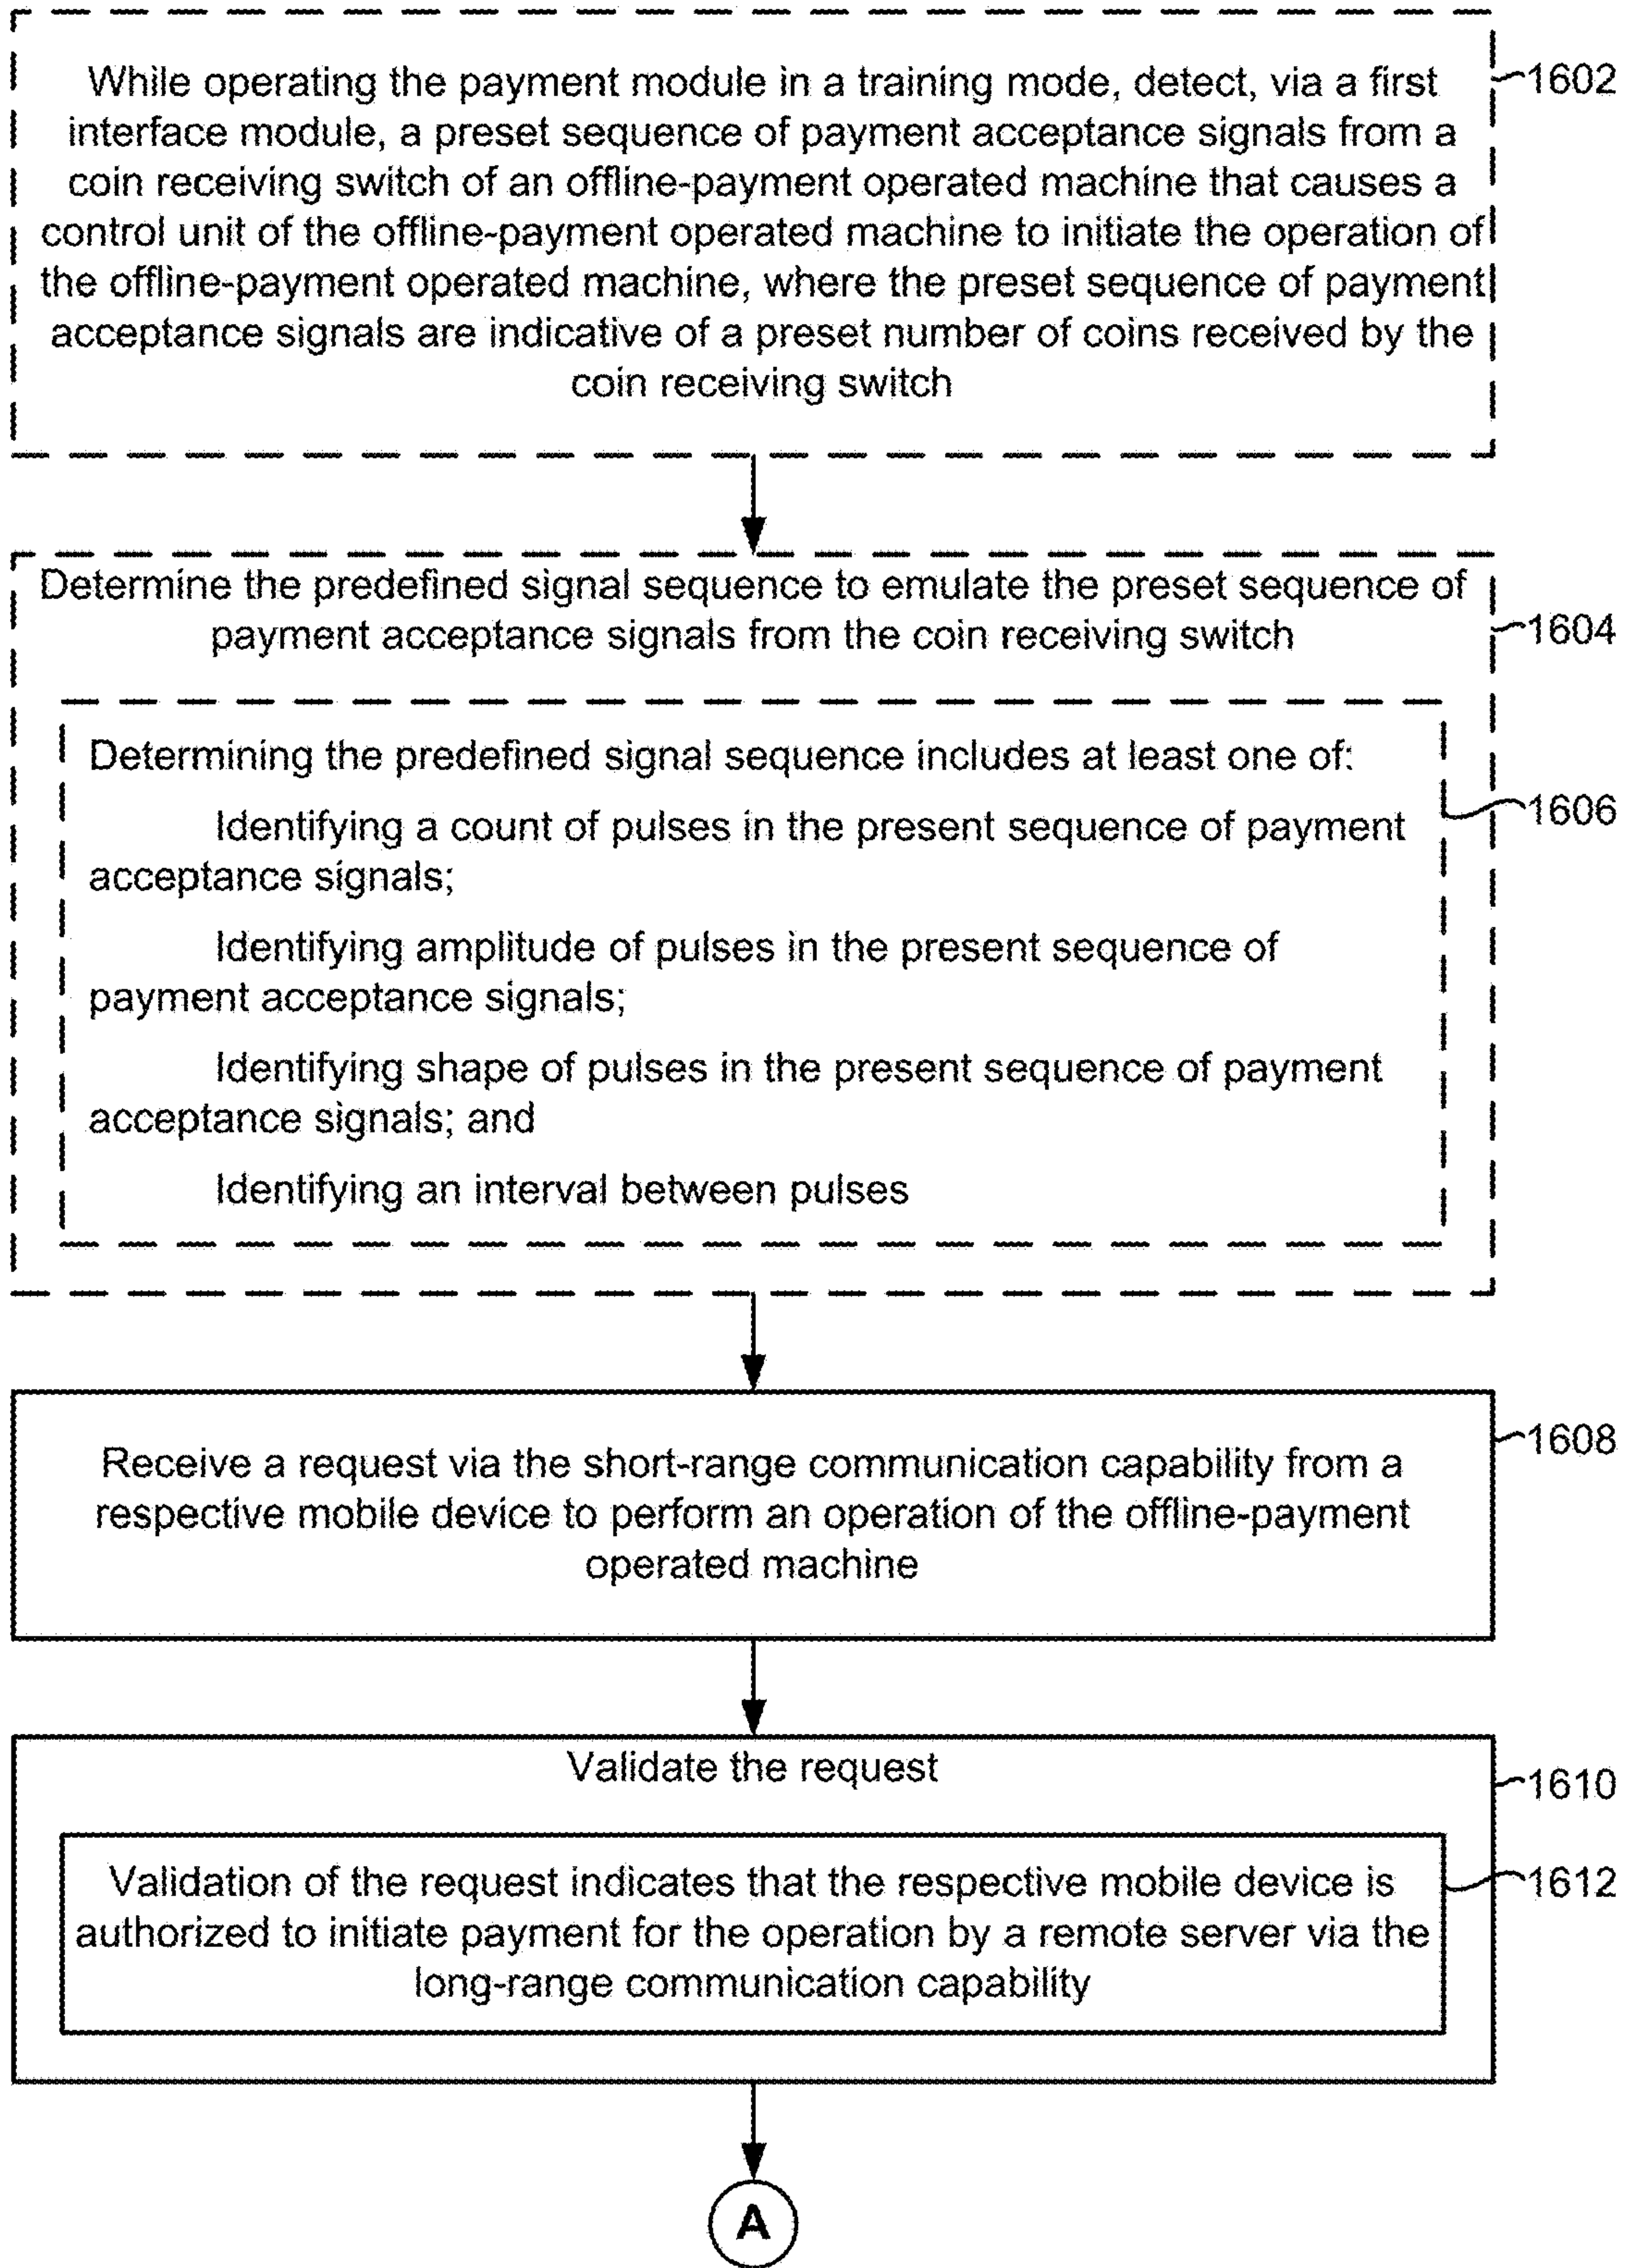 While operating the payment module in a training mode, detect, via a first
interface module, a preset sequence of payment acceptance signals from a
coin receiving switch of an offline-payment operated machine that causes a
control unit of the offline-payment operated machine to initiate the operation of
the offline-payment operated machine, where the preset sequence of payment
acceptance signals are indicative of a preset number of coins received by the
coin receiving switch
1602
Determine the predefined signal sequence to emulate the preset sequence of
payment acceptance signals from the coin receiving switch
1604
Determining the predefined signal sequence includes at least one of:
Identifying a count of pulses in the present sequence of payment
acceptance signals;
Identifying amplitude of pulses in the present sequence of
payment acceptance signals;
Identifying shape of pulses in the present sequence of payment
acceptance signals; and
Identifying an interval between pulses
1606
Receive a request via the short-range communication capability from a
respective mobile device to perform an operation of the offline-payment
operated machine
1608
Validate the request
1610
Validation of the request indicates that the respective mobile device is
authorized to initiate payment for the operation by a remote server via the
long-range communication capability
1612
A